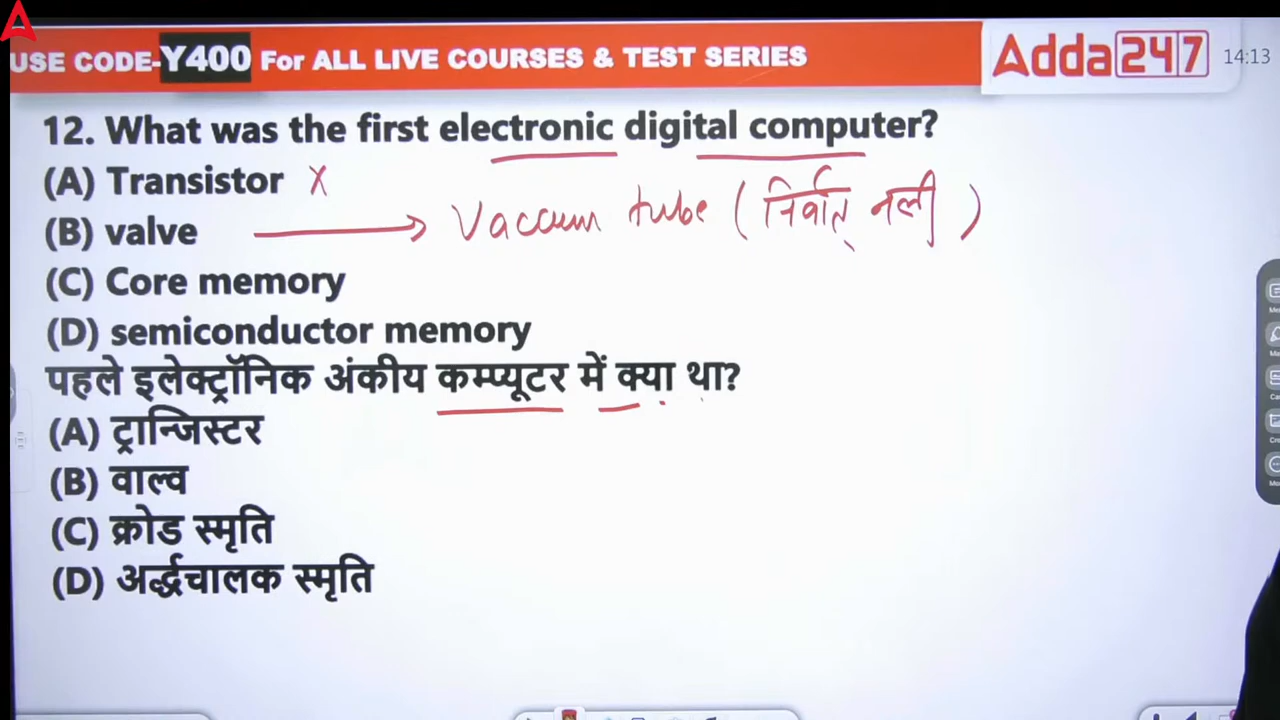 USE CODE-Y400 For ALL LIVE COURSES & TEST SERIES
Adda247
14:13
12. What was the first electronic digital computer?
(A) Transistor X
(B) valve → Vaccum tube (निर्वात् नली)
(C) Core memory
(D) semiconductor memory
पहले इलेक्ट्रॉनिक अंकीय कम्प्यूटर में क्या था?
(A) ट्रान्जिस्टर
(B) वाल्व
(C) क्रोड स्मृति
(D) अर्द्धचालक स्मृति